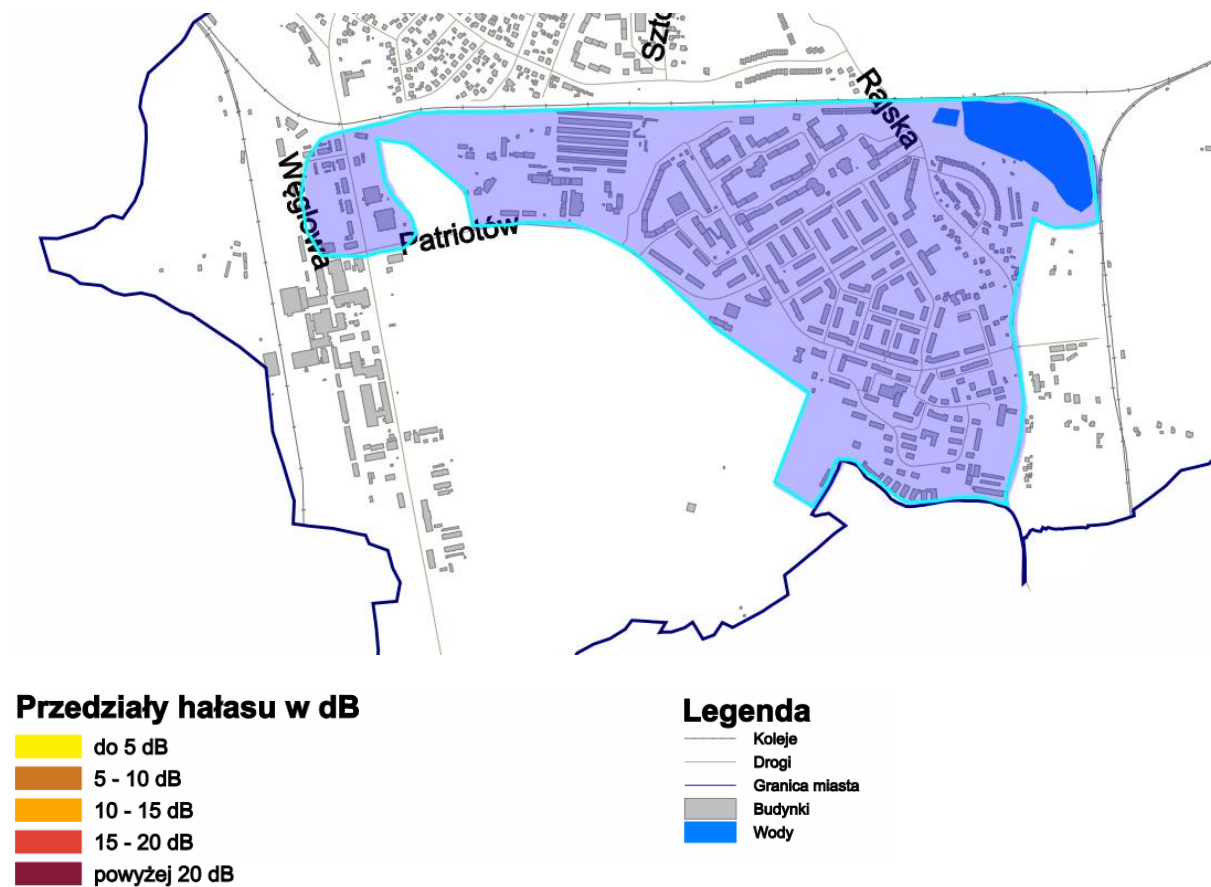 Szto
Rajska
Węglowa
Patriotów
Przedziały hałasu w dB
do 5 dB
5 - 10 dB
10 - 15 dB
15 - 20 dB
powyżej 20 dB
Legenda
Koleje
Drogi
Granica miasta
Budynki
Wody